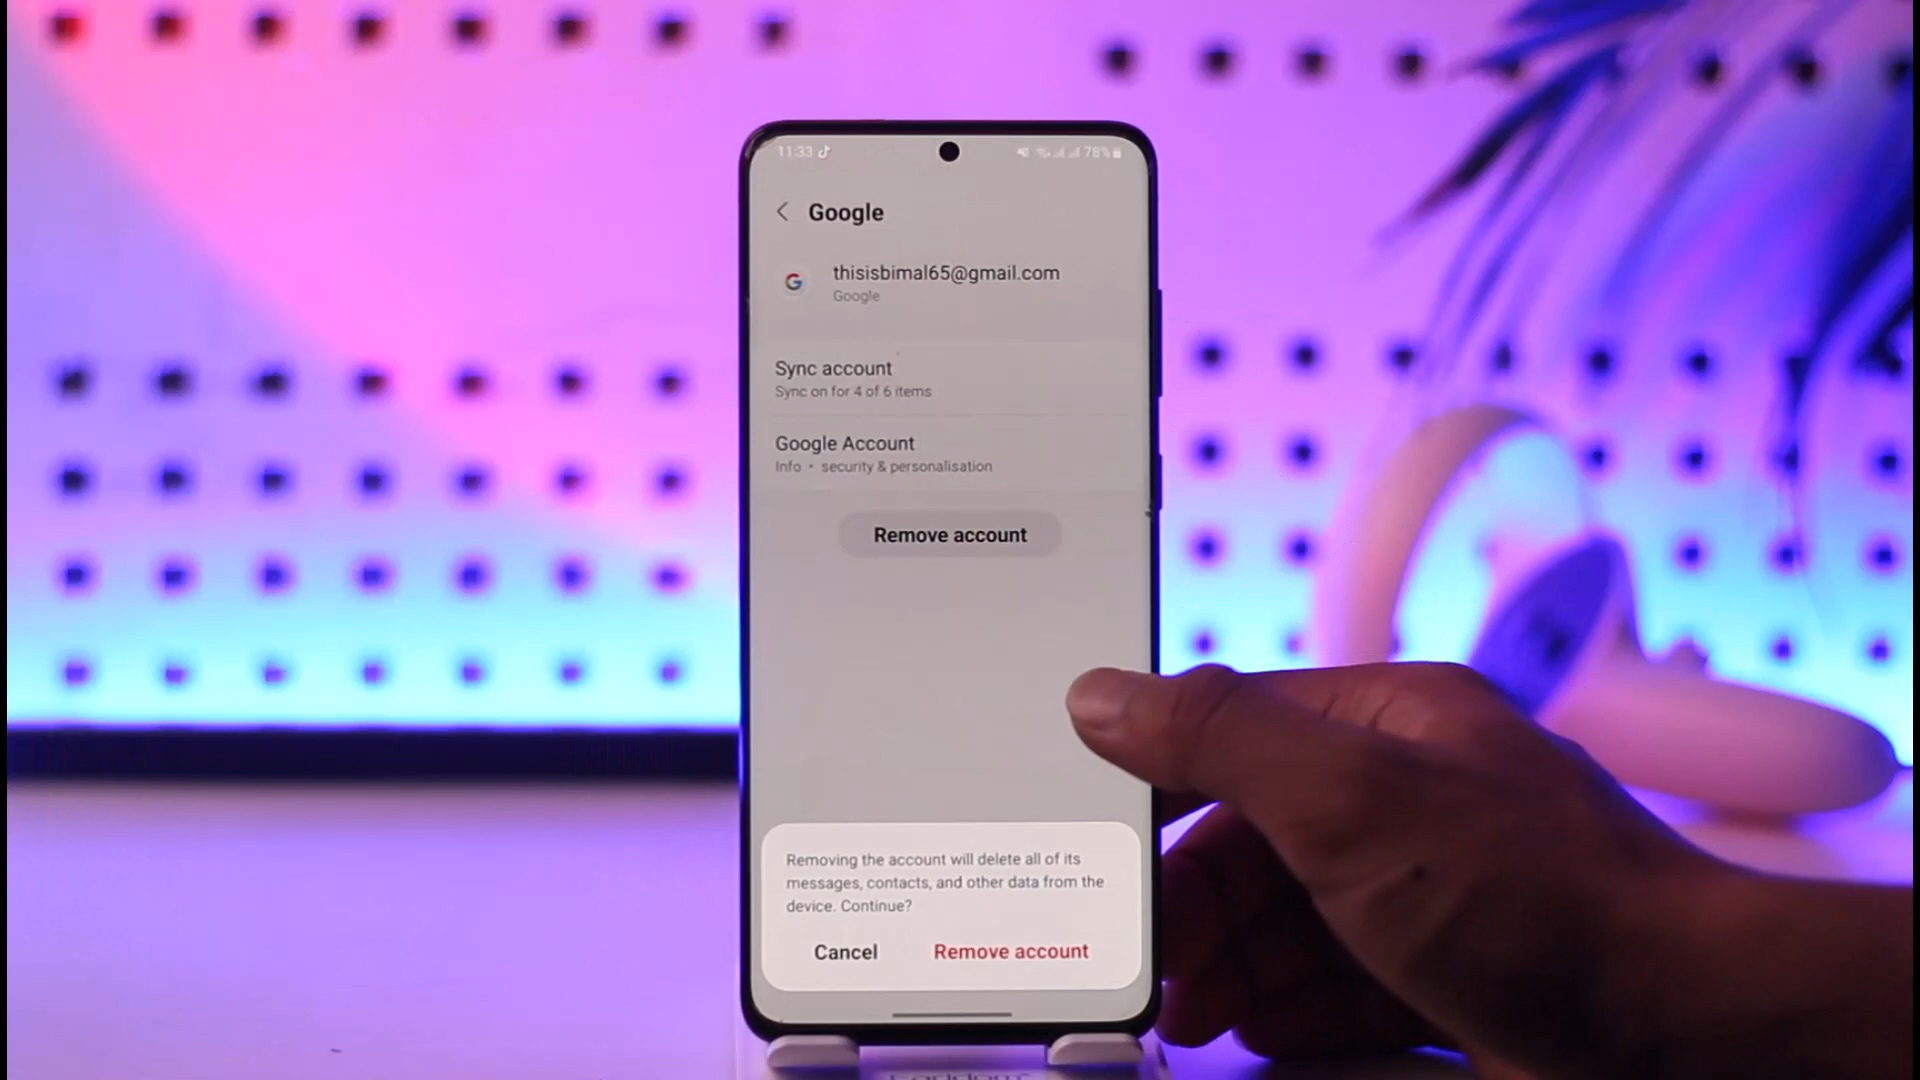 11:33 78%
Google
thisisbimal65@gmail.com
Google
Sync account
Sync on for 4 of 6 items
Google Account
Info • security & personalisation
Remove account
Removing the account will delete all of its
messages, contacts, and other data from the
device. Continue?
Cancel Remove account